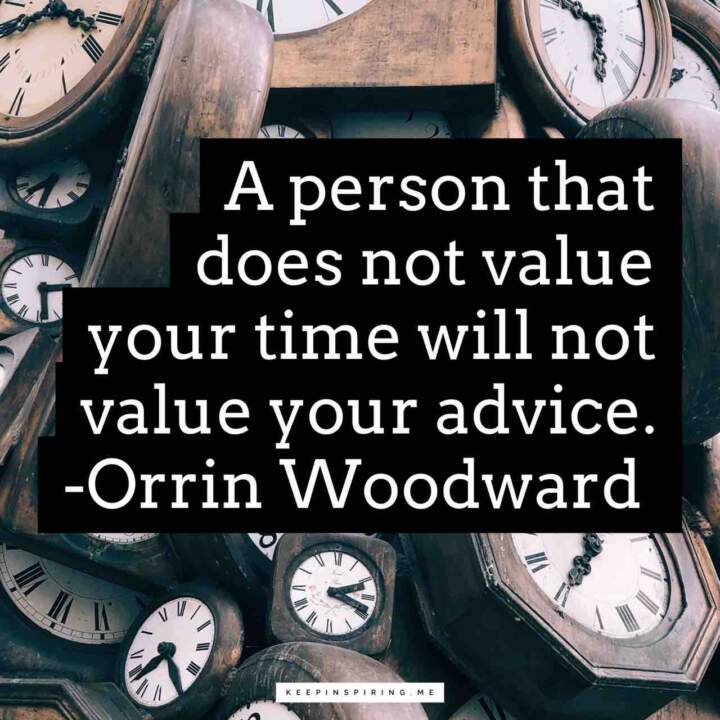 A person that
does not value
your time will not
value your advice.
-Orrin Woodward
KEEPINSPIRING.ME